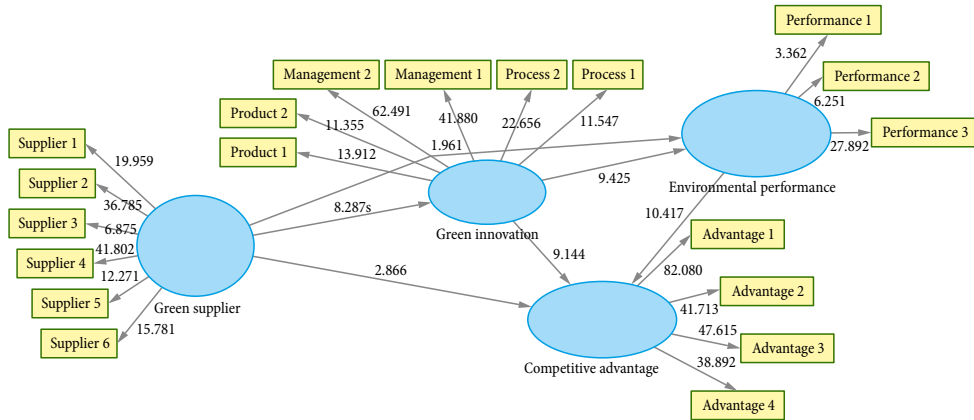 Performance 1
3.362
Management 2
Management 1
Process 2
Process 1
Performance 2
62.491
41.880
22.656
11.547
6.251
Product 2
11.355
Performance 3
27.892
Supplier 1
Product 1
13.912
1.961
19.959
9.425
Environmental performance
Supplier 2
36.785
8.287s
10.417
Supplier 3
6.875
Green innovation
Advantage 1
41.802
9.144
Supplier 4
12.271
2.866
82.080
Advantage 2
Supplier 5
Green supplier
41.713
15.781
47.615
Supplier 6
Advantage 3
38.892
Competitive advantage
Advantage 4